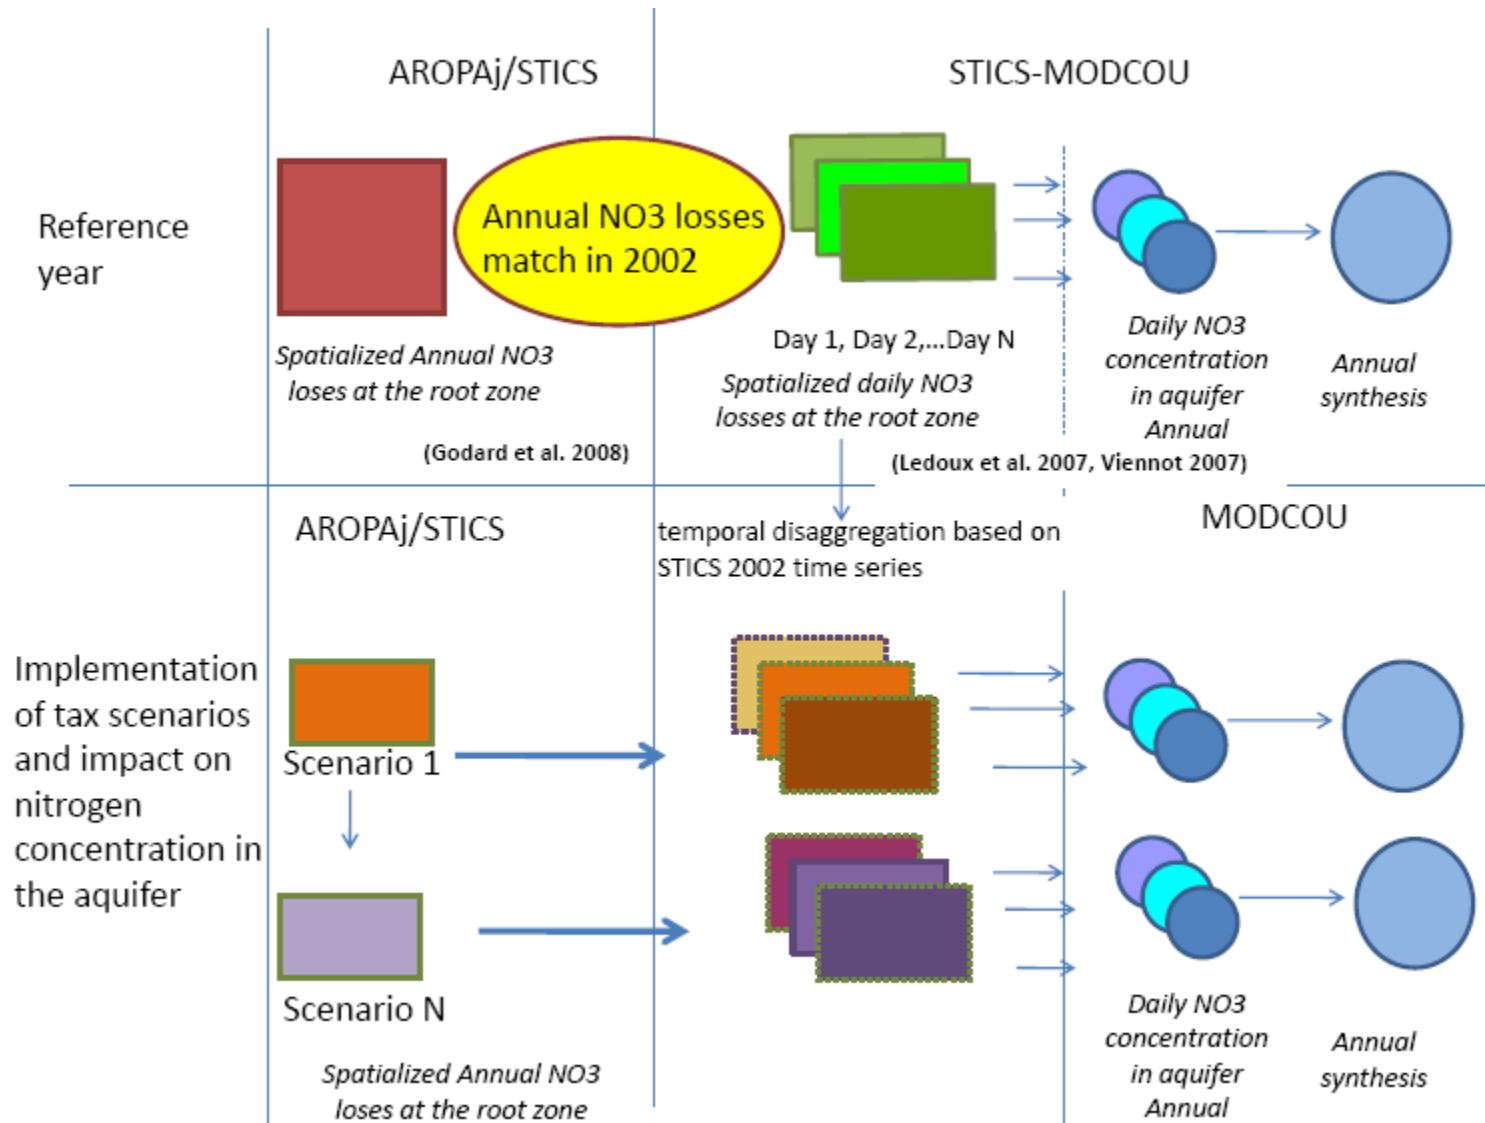 AROPAj/STICS
STICS-MODCOU
Reference
year
Annual NO3 losses
match in 2002
Spatialized Annual NO3
loses at the root zone
(Godard et al. 2008)
Day 1, Day 2,...Day N
Spatialized daily NO3
losses at the root zone
Daily NO3
concentration
in aquifer
Annual
Annual
synthesis
(Ledoux et al. 2007, Viennot 2007)
AROPAj/STICS
temporal disaggregation based on
STICS 2002 time series
MODCOU
Implementation
of tax scenarios
and impact on
nitrogen
concentration in
the aquifer
Scenario 1
Scenario N
Spatialized Annual NO3
loses at the root zone
Daily NO3
concentration
in aquifer
Annual
Annual
synthesis